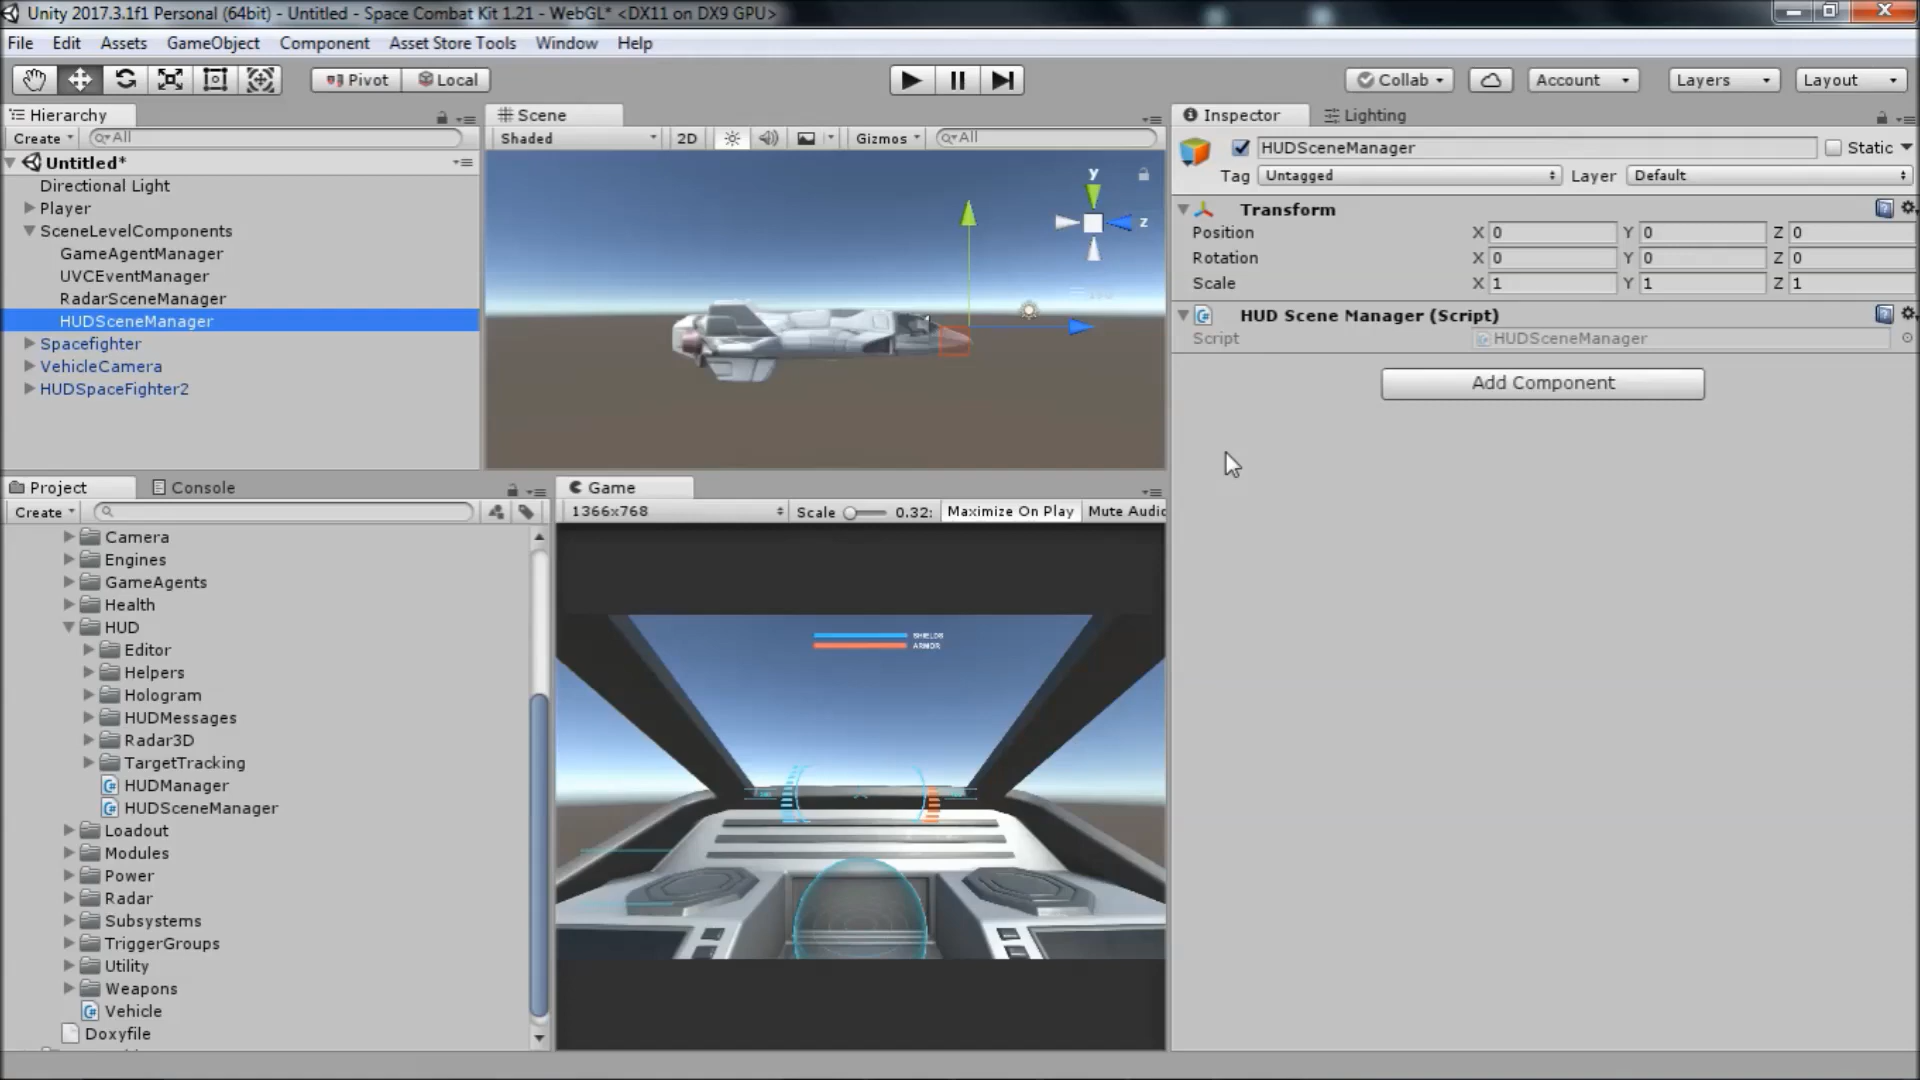 Unity 2017.3.1f1 Personal (64bit) - Untitled - Space Combat Kit 1.21 - WebGL* <DX11 on DX9 GPU>
File Edit Assets GameObject Component Asset Store Tools Window Help
Pivot Local Collab Account Layers Layout
Hierarchy
Create All
Untitled*
Directional Light
Player
SceneLevelComponents
GameAgentManager
UVCEventManager
RadarSceneManager
HUDSceneManager
Spacefighter
VehicleCamera
HUDSpaceFighter2
Scene
Shaded 2D Gizmos All
y
z
Inspector Lighting
HUDSceneManager Static
Tag Untagged Layer Default
Transform
Position X 0 Y 0 Z 0
Rotation X 0 Y 0 Z 0
Scale X 1 Y 1 Z 1
HUD Scene Manager (Script)
Script HUDSceneManager
Add Component
Project Console
Create
Camera
Engines
GameAgents
Health
HUD
Editor
Helpers
Hologram
HUDMessages
Radar3D
TargetTracking
HUDManager
HUDSceneManager
Loadout
Modules
Power
Radar
Subsystems
TriggerGroups
Utility
Weapons
Vehicle
Doxyfile
Game
1366x768 Scale 0.32: Maximize On Play Mute Audio
SHIELDS
ARMOR